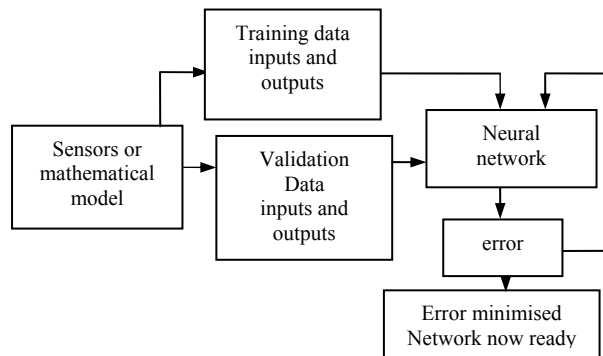 Training data
inputs and
outputs
Sensors or
mathematical
model
Validation
Data
inputs and
outputs
Neural
network
error
Error minimised
Network now ready